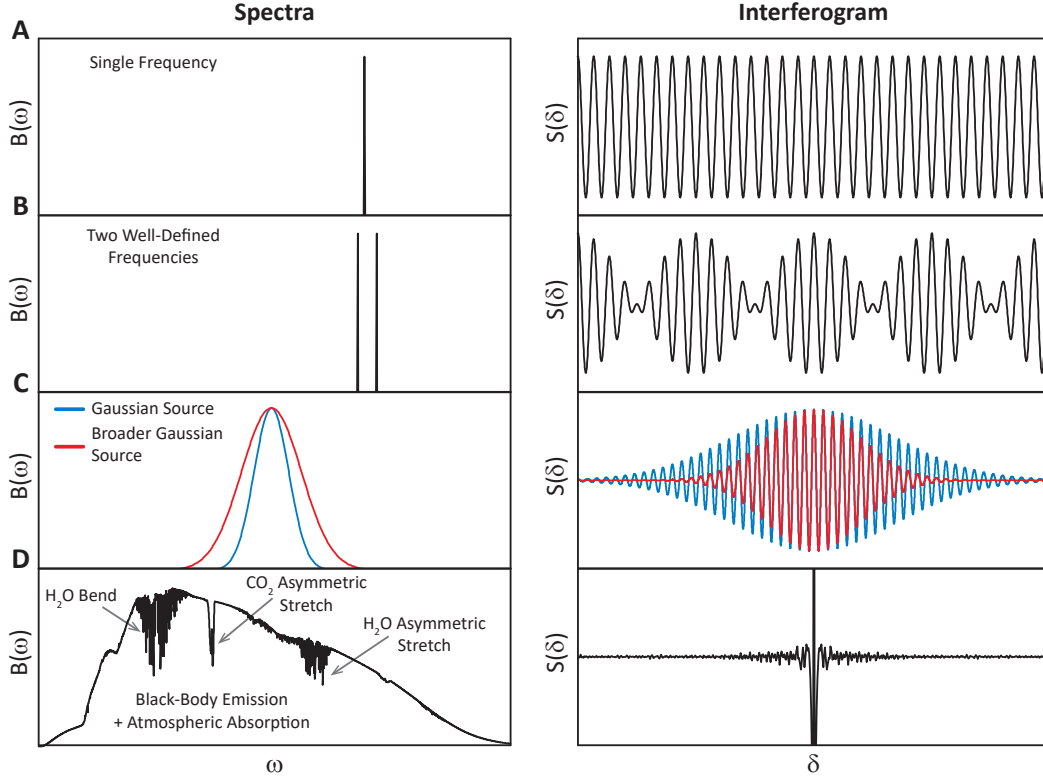 Spectra
Interferogram
A
Single Frequency
B(ω)
S(δ)
B
Two Well-Defined
Frequencies
B(ω)
S(δ)
C
Gaussian Source
Broader Gaussian
Source
B(ω)
S(δ)
D
H₂O Bend
CO₂ Asymmetric
Stretch
H₂O Asymmetric
Stretch
Black-Body Emission
+ Atmospheric Absorption
B(ω)
S(δ)
ω
δ